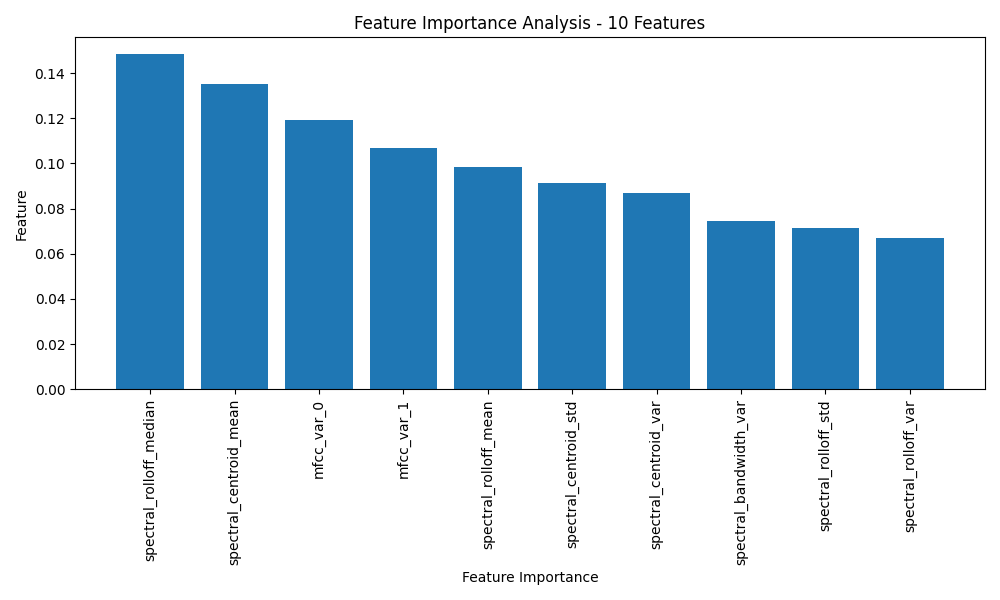 Feature Importance Analysis - 10 Features
Feature
0.14
0.12
0.10
0.08
0.06
0.04
0.02
0.00
spectral_rolloff_median
spectral_centroid_mean
mfcc_var_0
mfcc_var_1
spectral_rolloff_mean
spectral_centroid_std
spectral_centroid_var
spectral_bandwidth_var
spectral_rolloff_std
spectral_rolloff_var
Feature Importance